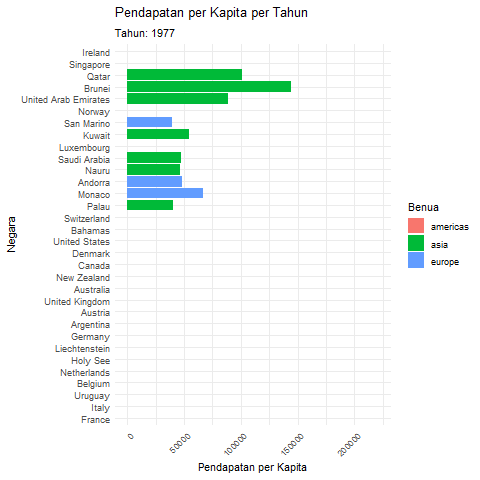 Pendapatan per Kapita per Tahun
Tahun: 1977
Negara
Ireland
Singapore
Qatar
Brunei
United Arab Emirates
Norway
San Marino
Kuwait
Luxembourg
Saudi Arabia
Nauru
Andorra
Monaco
Palau
Switzerland
Bahamas
United States
Denmark
Canada
New Zealand
Australia
United Kingdom
Austria
Argentina
Germany
Liechtenstein
Holy See
Netherlands
Belgium
Uruguay
Italy
France
0 50000 100000 150000 200000
Pendapatan per Kapita
Benua
americas
asia
europe